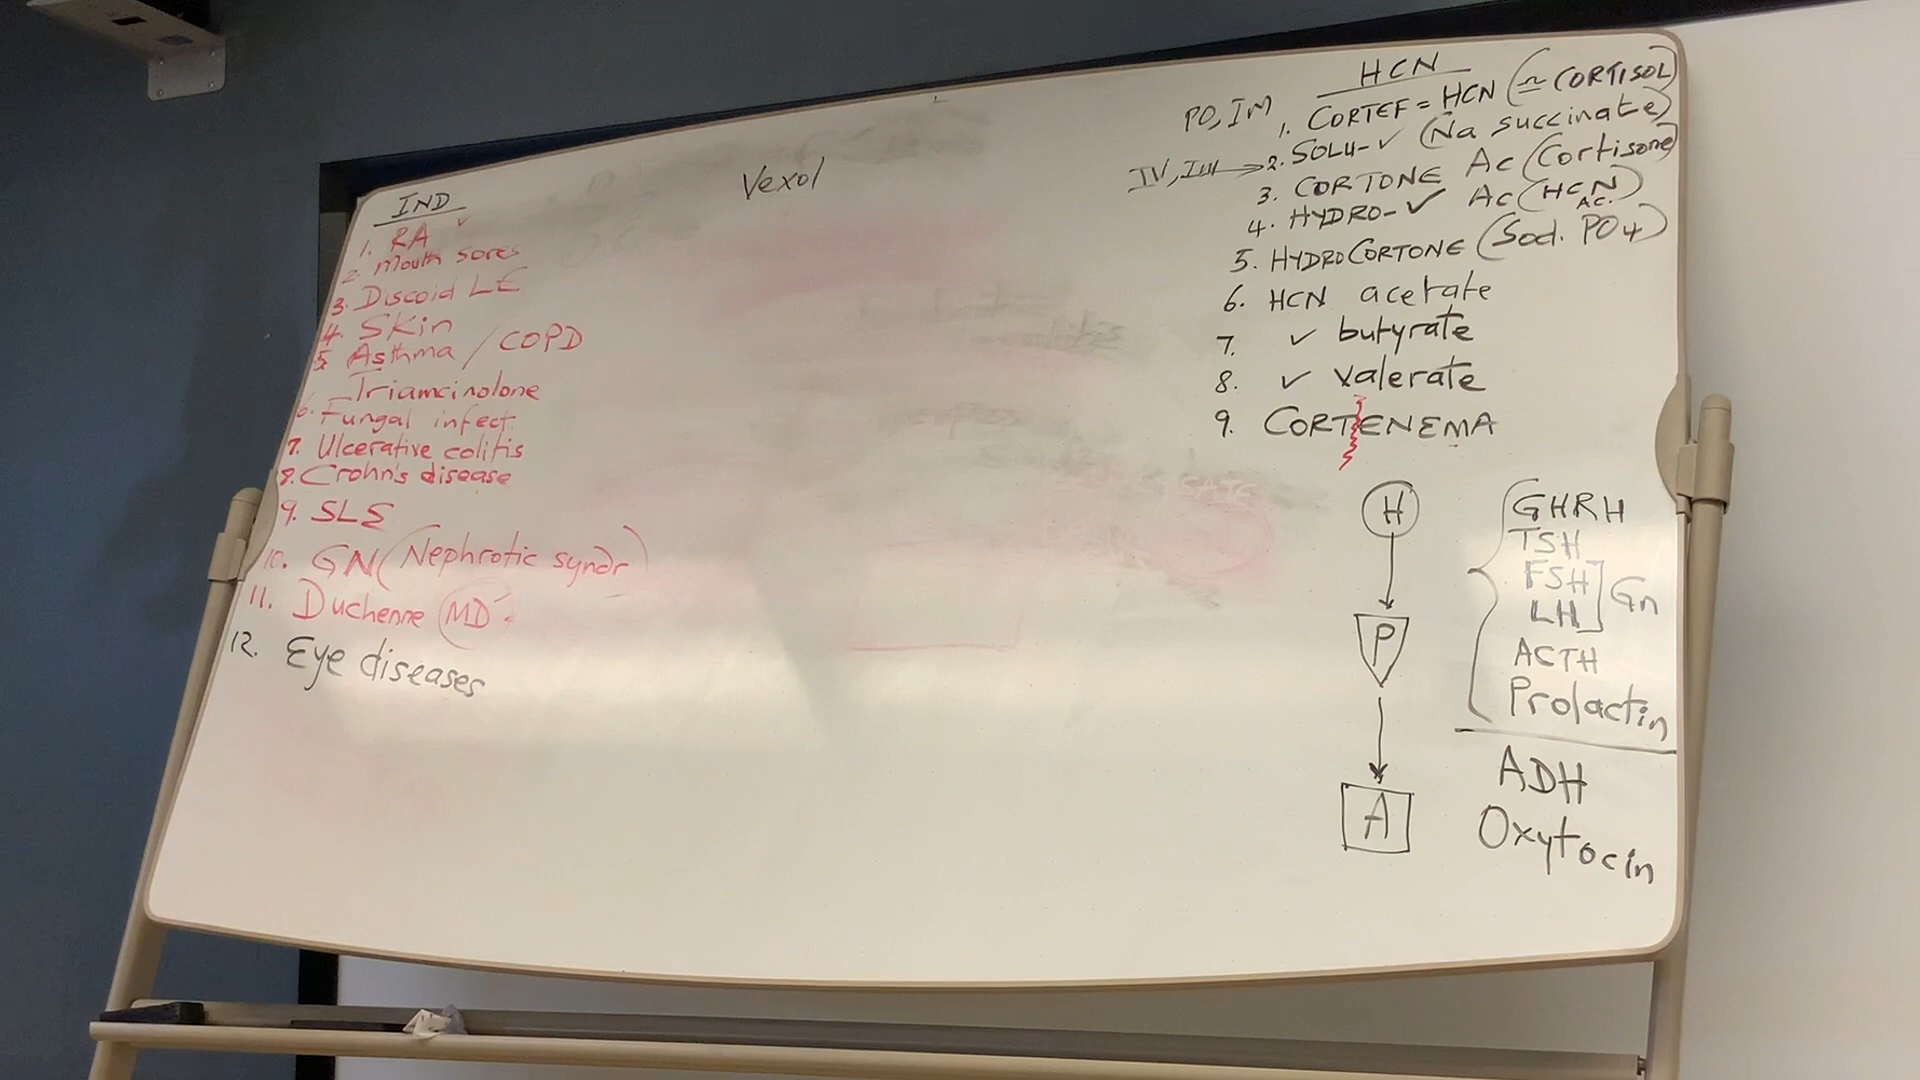 IND
1. RA ✓
2. Mouth sores
3. Discoid LE
4. Skin
5 Asthma / COPD
Triamcinolone
6. Fungal infect.
7. Ulcerative colitis
8. Crohn's disease
9. SLE
10. GN (Nephrotic syndr)
11. Duchenne MD
12. Eye diseases
Vexol
HCN
PO, IM 1. CORTEF = HCN (≃ CORTISOL)
IV, IM → 2. SOLU- ✓ (Na succinate)
3. CORTONE Ac (Cortisone)
4. HYDRO- ✓ Ac (HCN AC.)
5. HYDROCORTONE (Sod. PO4)
6. HCN acetate
7. ✓ butyrate
8. ✓ valerate
9. CORTENEMA
H
P
A
GHRH
TSH
FSH
LH
Gn
ACTH
Prolactin
ADH
Oxytocin